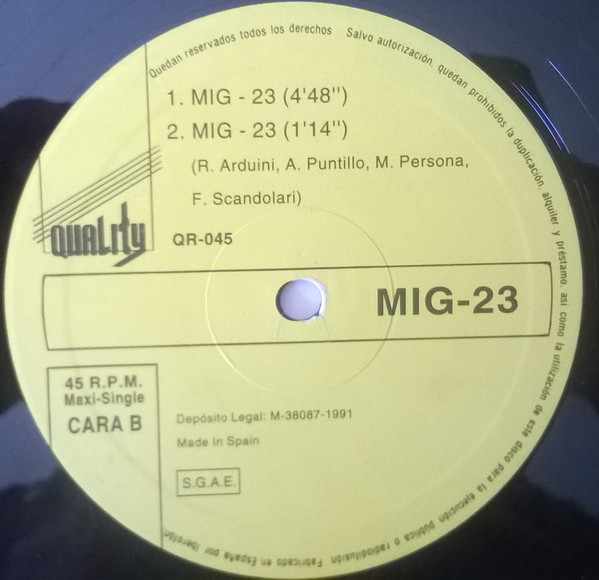 Quedan reservados todos los derechos Salvo autorización, quedan prohibidos la duplicación, alquiler y préstamo, así como la utilización de este disco para la ejecución pública o radiodifusión Fabricado en España por Iberofón
1. MIG - 23 (4'48")
2. MIG - 23 (1'14")
(R. Arduini, A. Puntillo, M. Persona,
F. Scandolari)
QUALITY
QR-045
MIG-23
45 R.P.M.
Maxi-Single
CARA B
Depósito Legal: M-38087-1991
Made In Spain
S.G.A.E.